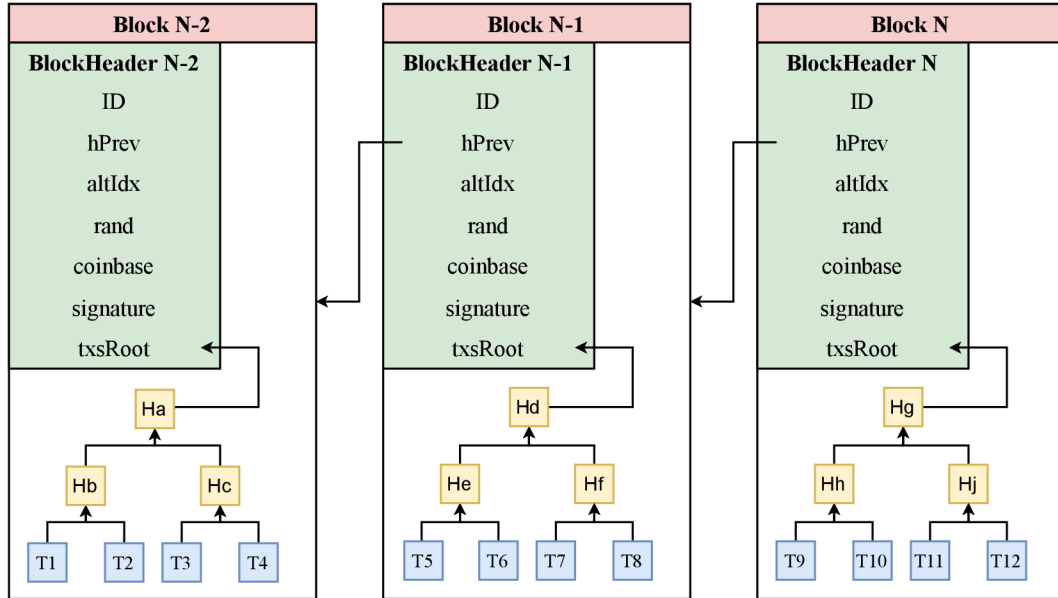 Block N-2
BlockHeader N-2
ID
hPrev
altIdx
rand
coinbase
signature
txsRoot
Ha
Hb
Hc
T1
T2
T3
T4
Block N-1
BlockHeader N-1
ID
hPrev
altIdx
rand
coinbase
signature
txsRoot
Hd
He
Hf
T5
T6
T7
T8
Block N
BlockHeader N
ID
hPrev
altIdx
rand
coinbase
signature
txsRoot
Hg
Hh
Hj
T9
T10
T11
T12